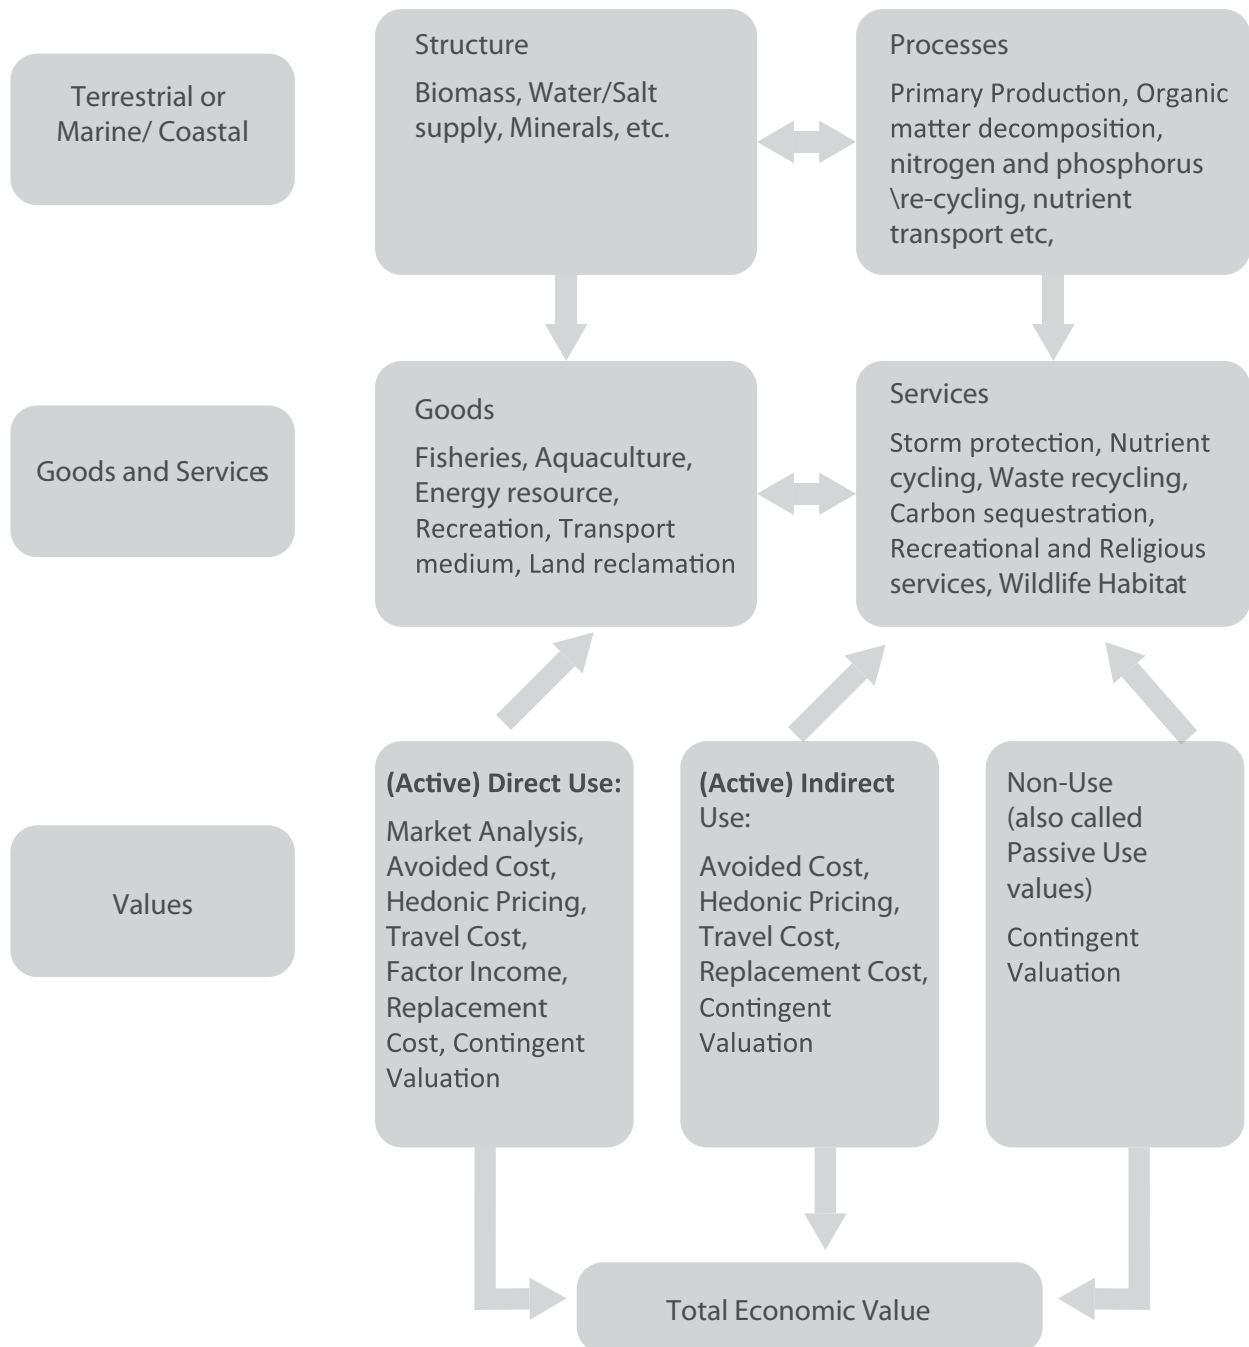 Terrestrial or
Marine/ Coastal
Structure
Biomass, Water/Salt
supply, Minerals, etc.
Processes
Primary Production, Organic
matter decomposition,
nitrogen and phosphorus
\re-cycling, nutrient
transport etc,
Goods and Services
Goods
Fisheries, Aquaculture,
Energy resource,
Recreation, Transport
medium, Land reclamation
Services
Storm protection, Nutrient
cycling, Waste recycling,
Carbon sequestration,
Recreational and Religious
services, Wildlife Habitat
Values
(Active) Direct Use:
Market Analysis,
Avoided Cost,
Hedonic Pricing,
Travel Cost,
Factor Income,
Replacement
Cost, Contingent
Valuation
(Active) Indirect
Use:
Avoided Cost,
Hedonic Pricing,
Travel Cost,
Replacement Cost,
Contingent
Valuation
Non-Use
(also called
Passive Use
values)
Contingent
Valuation
Total Economic Value